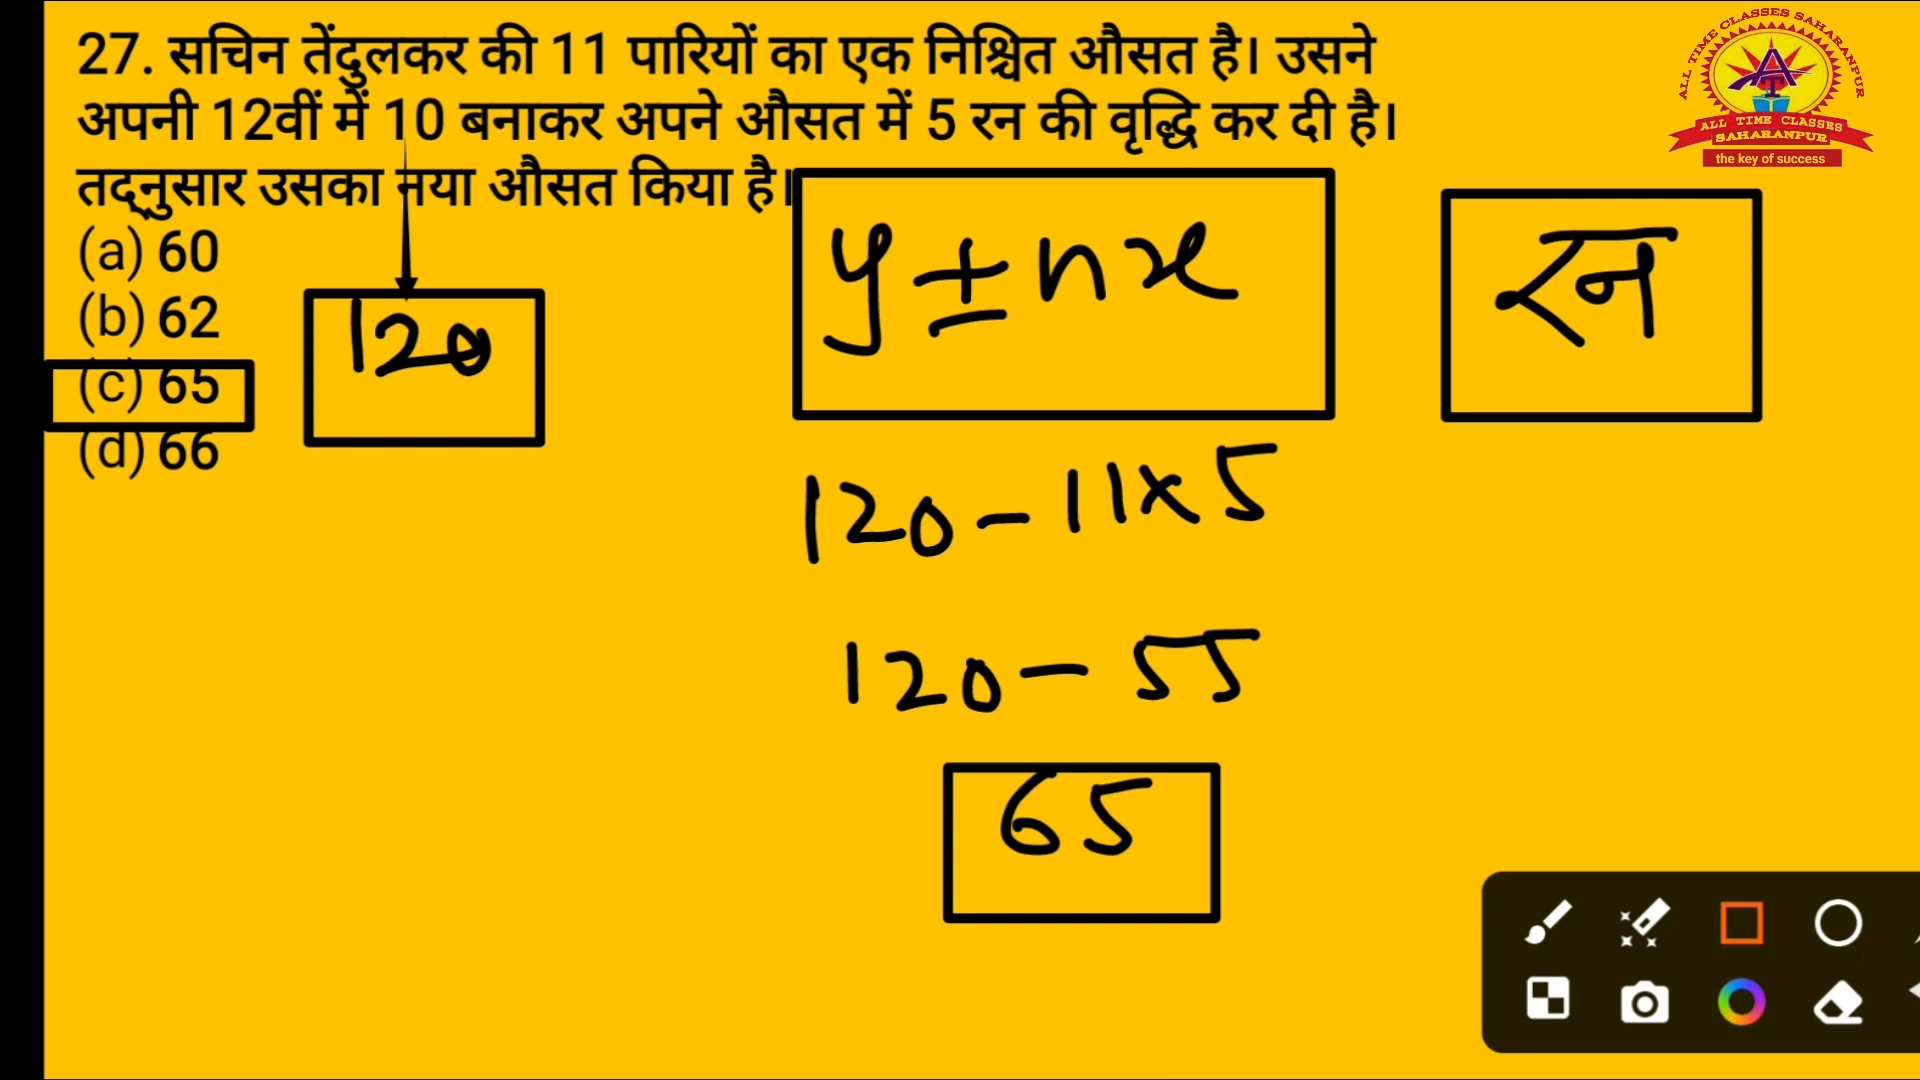 27. सचिन तेंदुलकर की 11 पारियों का एक निश्चित औसत है। उसने
अपनी 12वीं में 10 बनाकर अपने औसत में 5 रन की वृद्धि कर दी है।
तद्नुसार उसका नया औसत किया है।
(a) 60
(b) 62
(c) 65
(d) 66
120
y ± nx
रन
120 - 11x5
120 - 55
65
ALL TIME CLASSES SAHARANPUR
AT
ALL TIME CLASSES
SAHARANPUR
the key of success